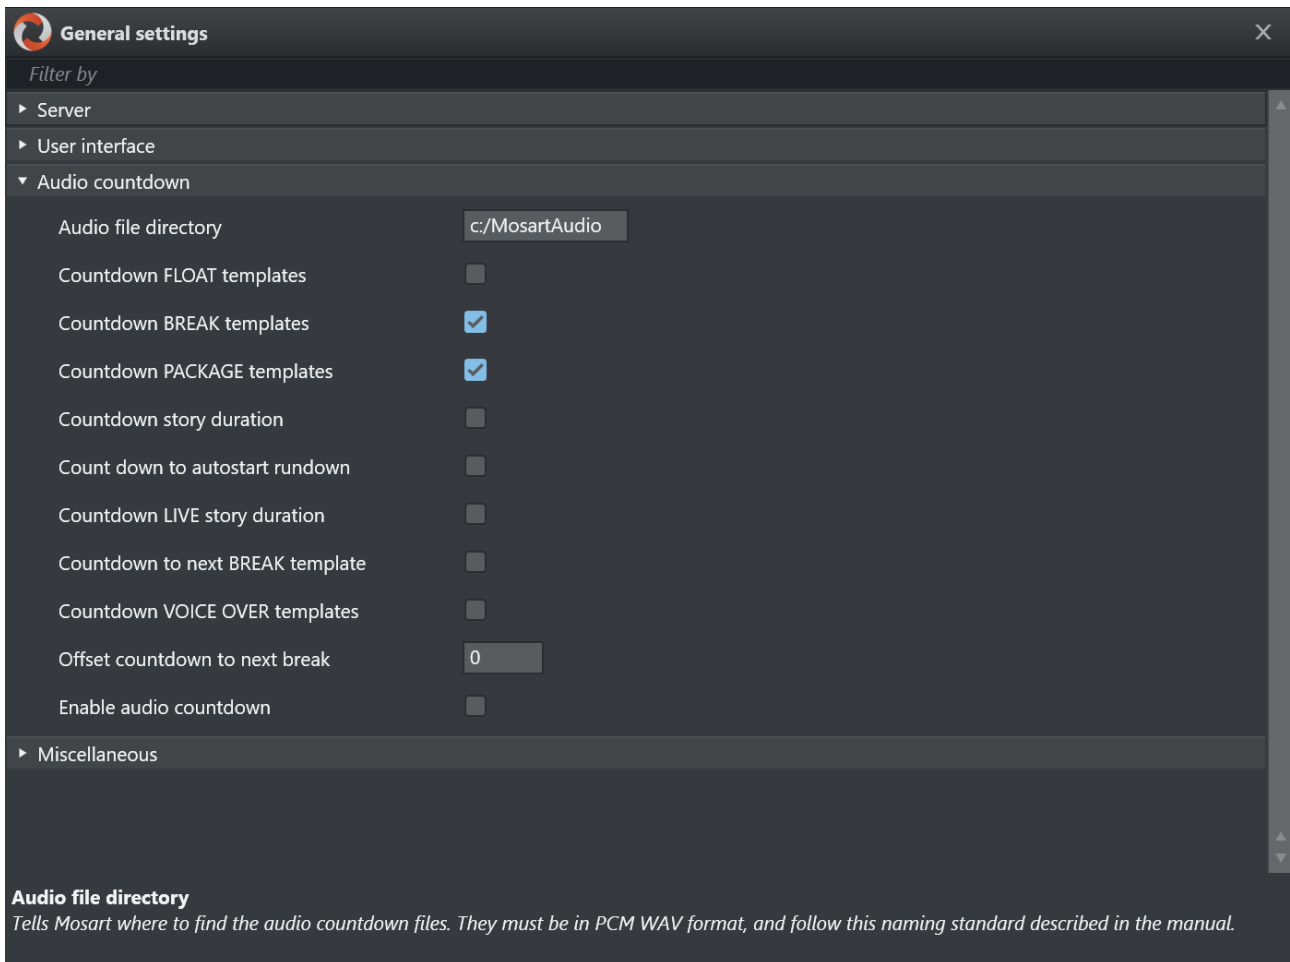 General settings
Filter by
Server
User interface
Audio countdown
Audio file directory c:/MosartAudio
Countdown FLOAT templates
Countdown BREAK templates
Countdown PACKAGE templates
Countdown story duration
Count down to autostart rundown
Countdown LIVE story duration
Countdown to next BREAK template
Countdown VOICE OVER templates
Offset countdown to next break 0
Enable audio countdown
Miscellaneous
Audio file directory
Tells Mosart where to find the audio countdown files. They must be in PCM WAV format, and follow this naming standard described in the manual.